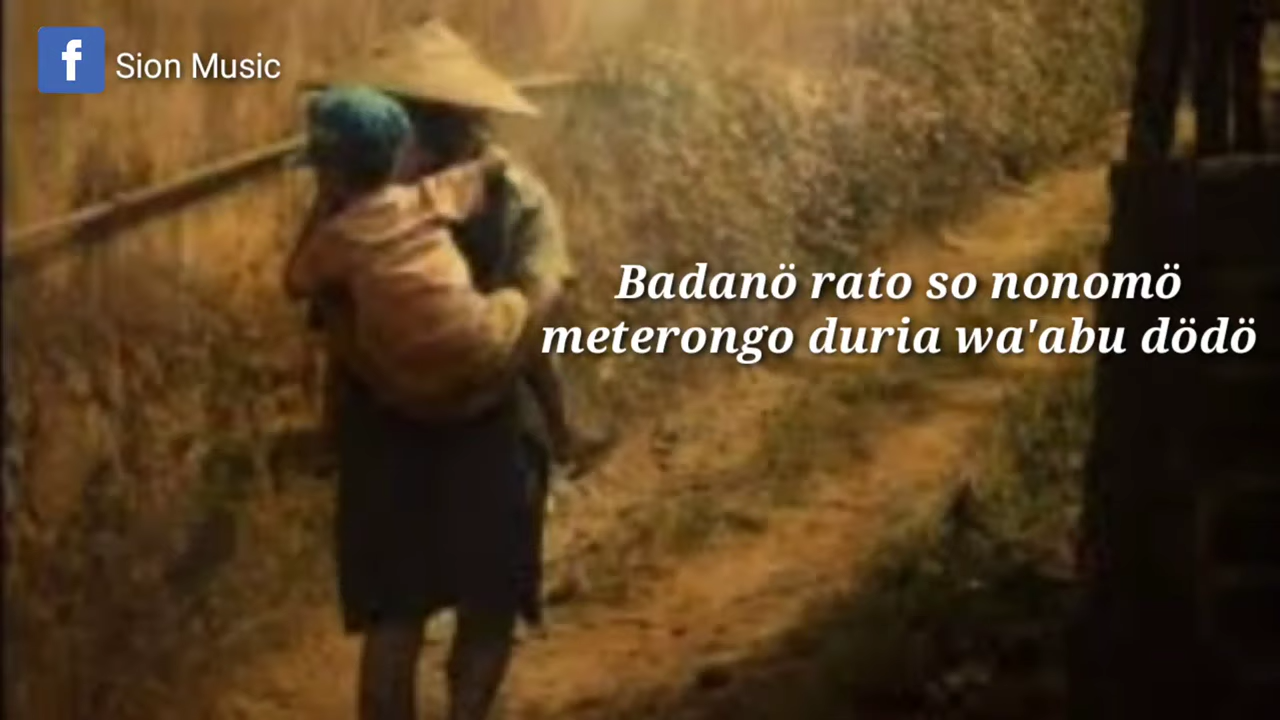 f Sion Music
Badanö rato so nonomö
meterongo duria wa'abu dödö